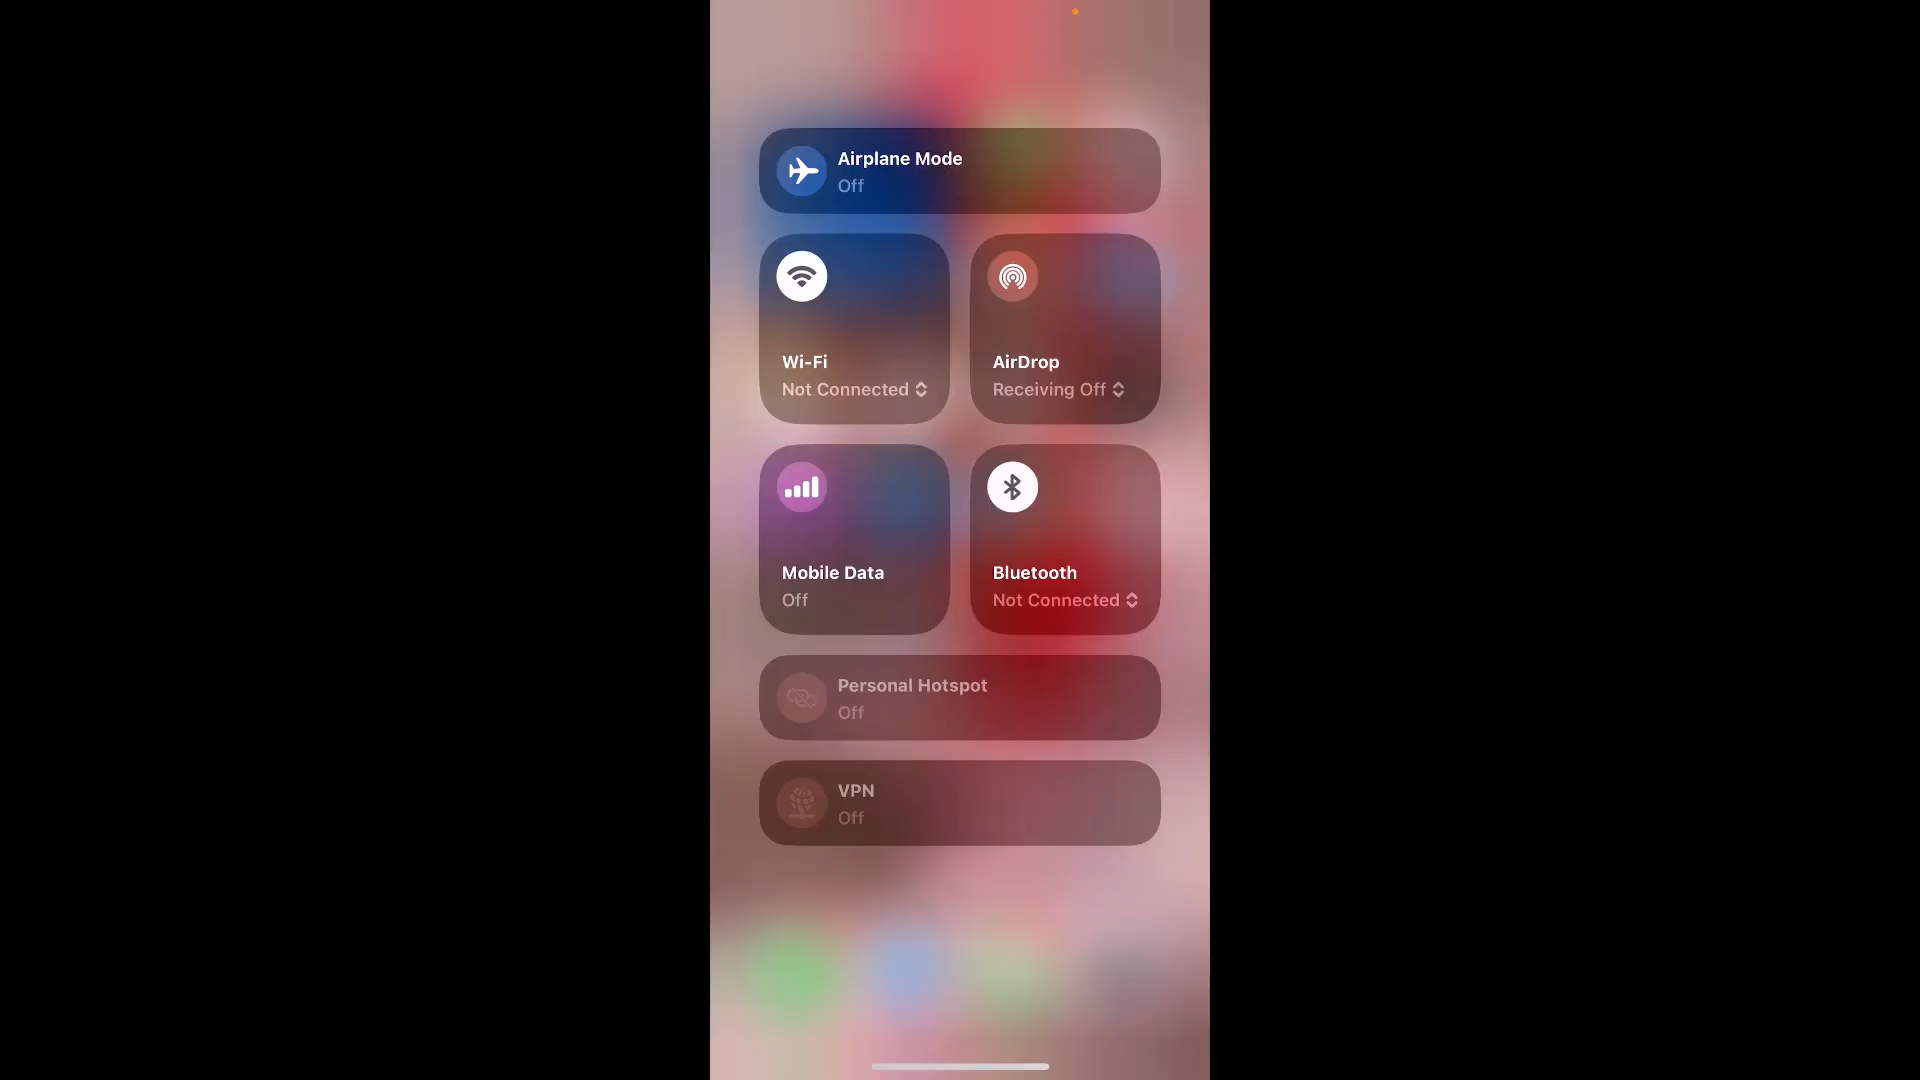 Airplane Mode
Off
Wi-Fi
Not Connected
AirDrop
Receiving Off
Mobile Data
Off
Bluetooth
Not Connected
Personal Hotspot
Off
VPN
Off